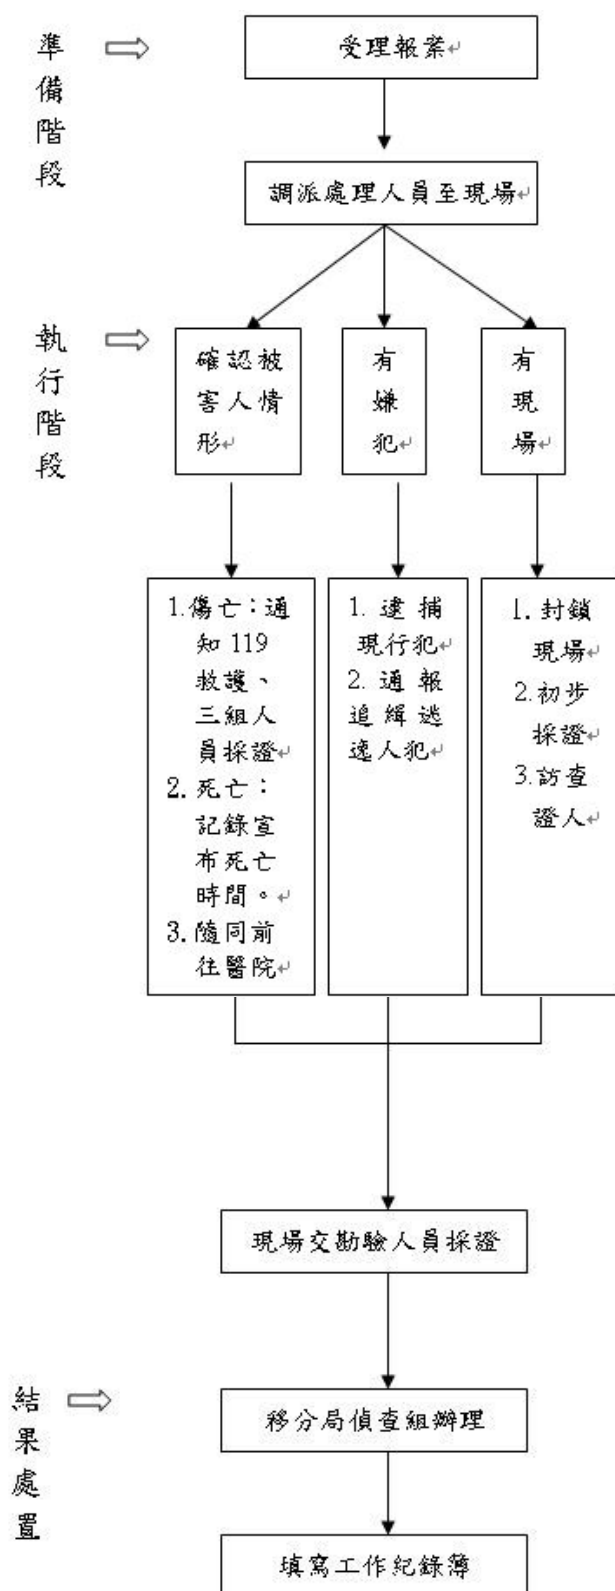 準備階段
受理報案
調派處理人員至現場
執行階段
確認被
害人情
形
有嫌犯
有現場
1.傷亡：通
知 119
救護、
三組人
員採證
2.死亡：
記錄宣
布死亡
時間。
3.隨同前
往醫院
1. 逮捕
現行犯
2. 通報
追緝逃
逸人犯
1.封鎖
現場
2.初步
採證
3.訪查
證人
現場交勘驗人員採證
結果處置
移分局偵查組辦理
填寫工作紀錄簿